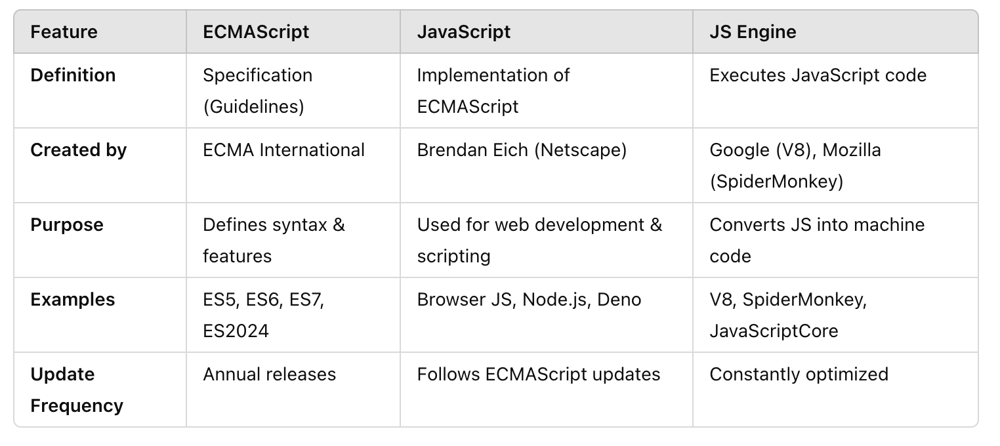 Feature ECMAScript JavaScript JS Engine
Definition Specification Implementation of Executes JavaScript code
(Guidelines) ECMAScript
Created by ECMA International Brendan Eich (Netscape) Google (V8), Mozilla
(SpiderMonkey)
Purpose Defines syntax & Used for web development & Converts JS into machine
features scripting code
Examples ES5, ES6, ES7, Browser JS, Node.js, Deno V8, SpiderMonkey,
ES2024 JavaScriptCore
Update Annual releases Follows ECMAScript updates Constantly optimized
Frequency